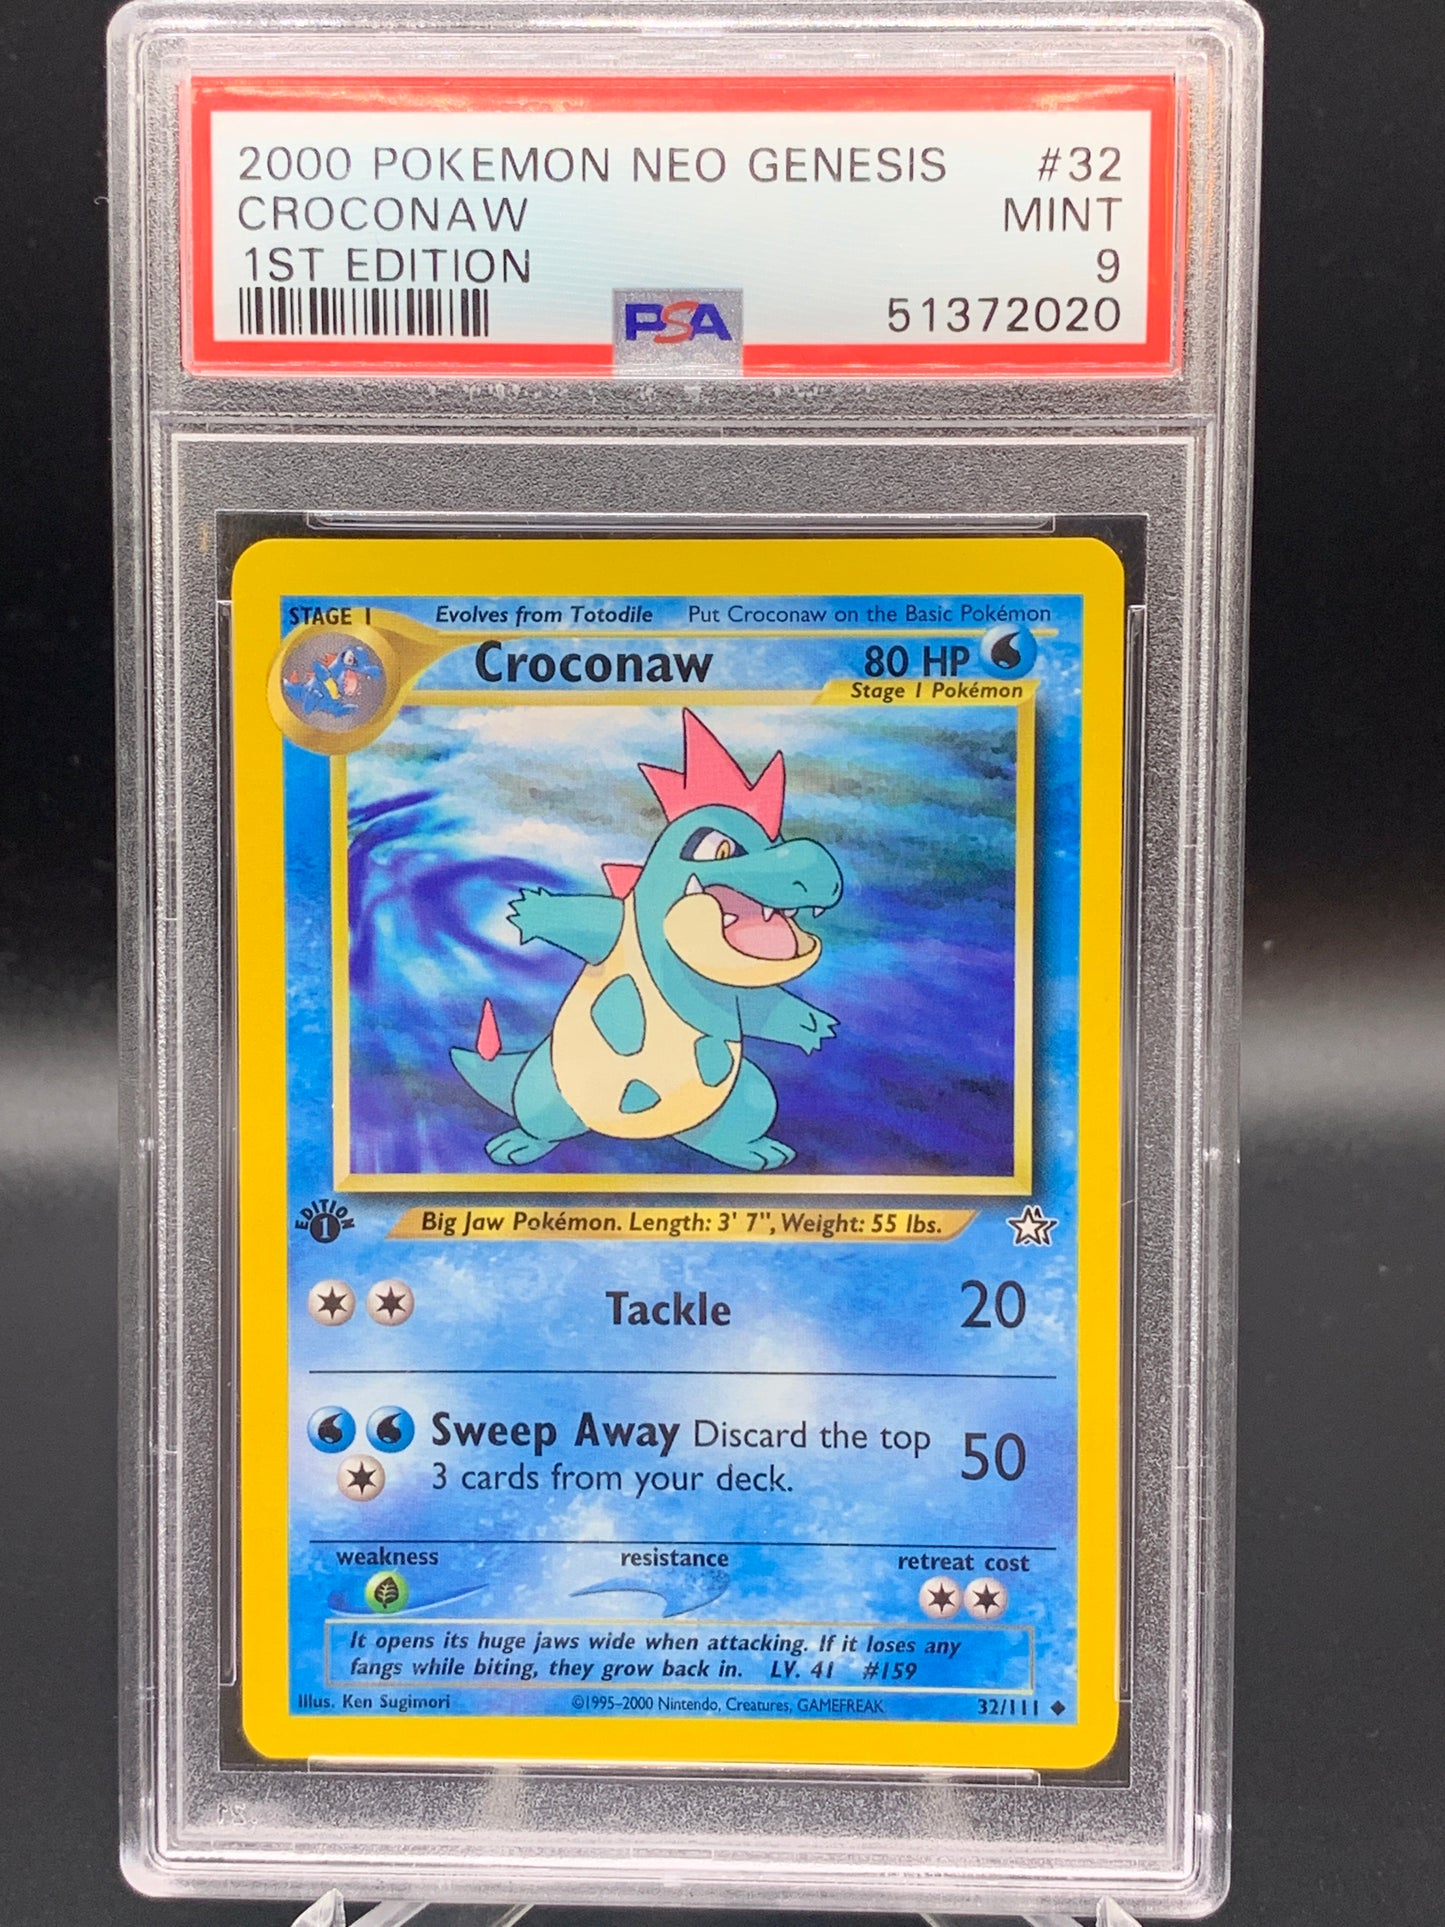 2000 POKEMON NEO GENESIS #32
CROCONAW MINT
1ST EDITION 9
PSA 51372020
STAGE 1 Evolves from Totodile Put Croconaw on the Basic Pokémon
Croconaw 80 HP
Stage 1 Pokémon
EDITION 1
Big Jaw Pokémon. Length: 3' 7", Weight: 55 lbs.
Tackle 20
Sweep Away Discard the top 50
3 cards from your deck.
weakness resistance retreat cost
It opens its huge jaws wide when attacking. If it loses any
fangs while biting, they grow back in. LV. 41 #159
Illus. Ken Sugimori ©1995-2000 Nintendo, Creatures, GAMEFREAK 32/111